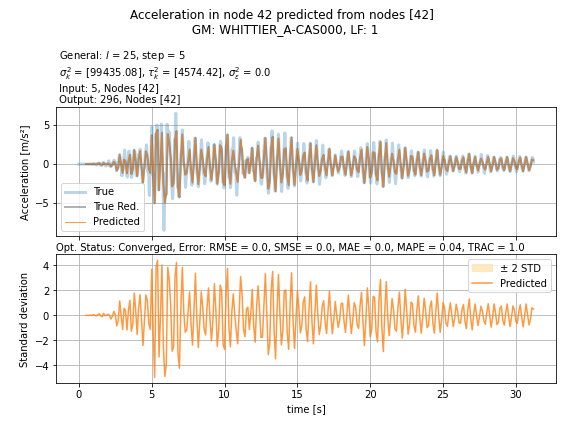 Acceleration in node 42 predicted from nodes [42]
GM: WHITTIER_A-CAS000, LF: 1
General: l = 25, step = 5
σ²ₖ = [99435.08], τ²ₖ = [4574.42], σ²ε = 0.0
Input: 5, Nodes [42]
Output: 296, Nodes [42]
Acceleration [m/s²]
5
0
−5
True
True Red.
Predicted
Opt. Status: Converged, Error: RMSE = 0.0, SMSE = 0.0, MAE = 0.0, MAPE = 0.04, TRAC = 1.0
Standard deviation
4
2
0
−2
−4
± 2 STD
Predicted
0 5 10 15 20 25 30
time [s]